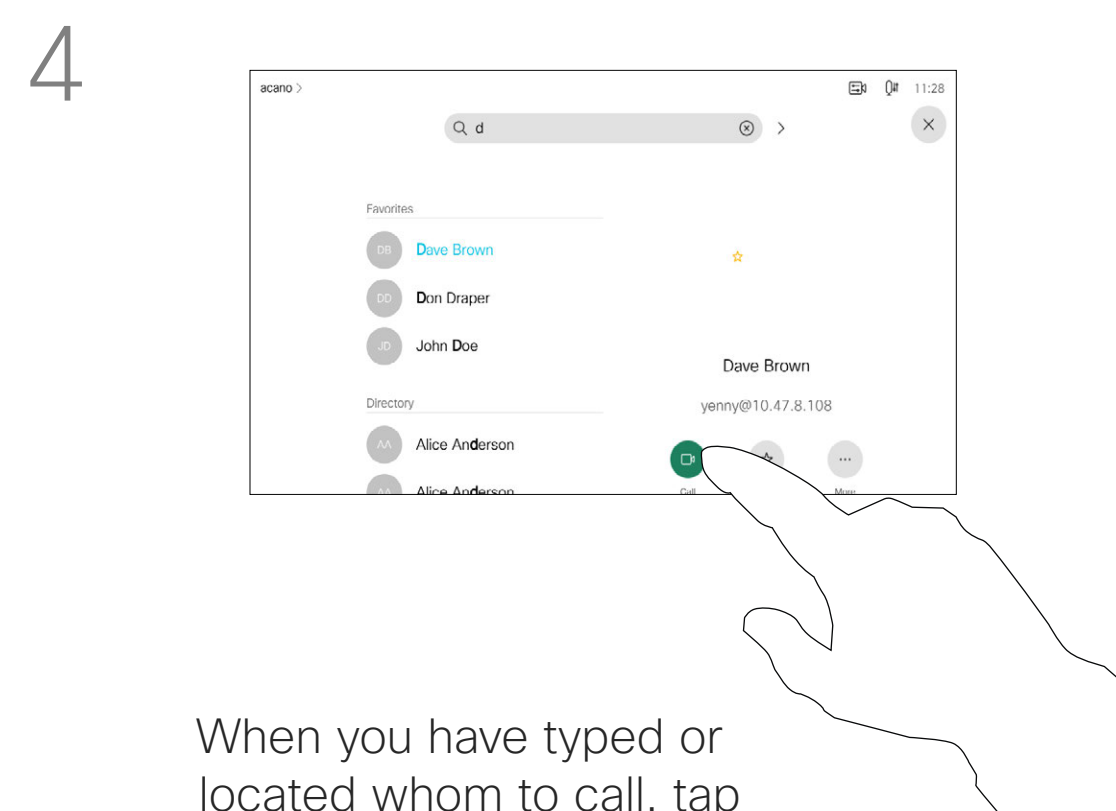 4
acano > 11:28
d
Favorites
DB Dave Brown
DD Don Draper
JD John Doe
Dave Brown
Directory
yenny@10.47.8.108
AA Alice Anderson
AA Alice Anderson
Call More
When you have typed or
located whom to call, tap